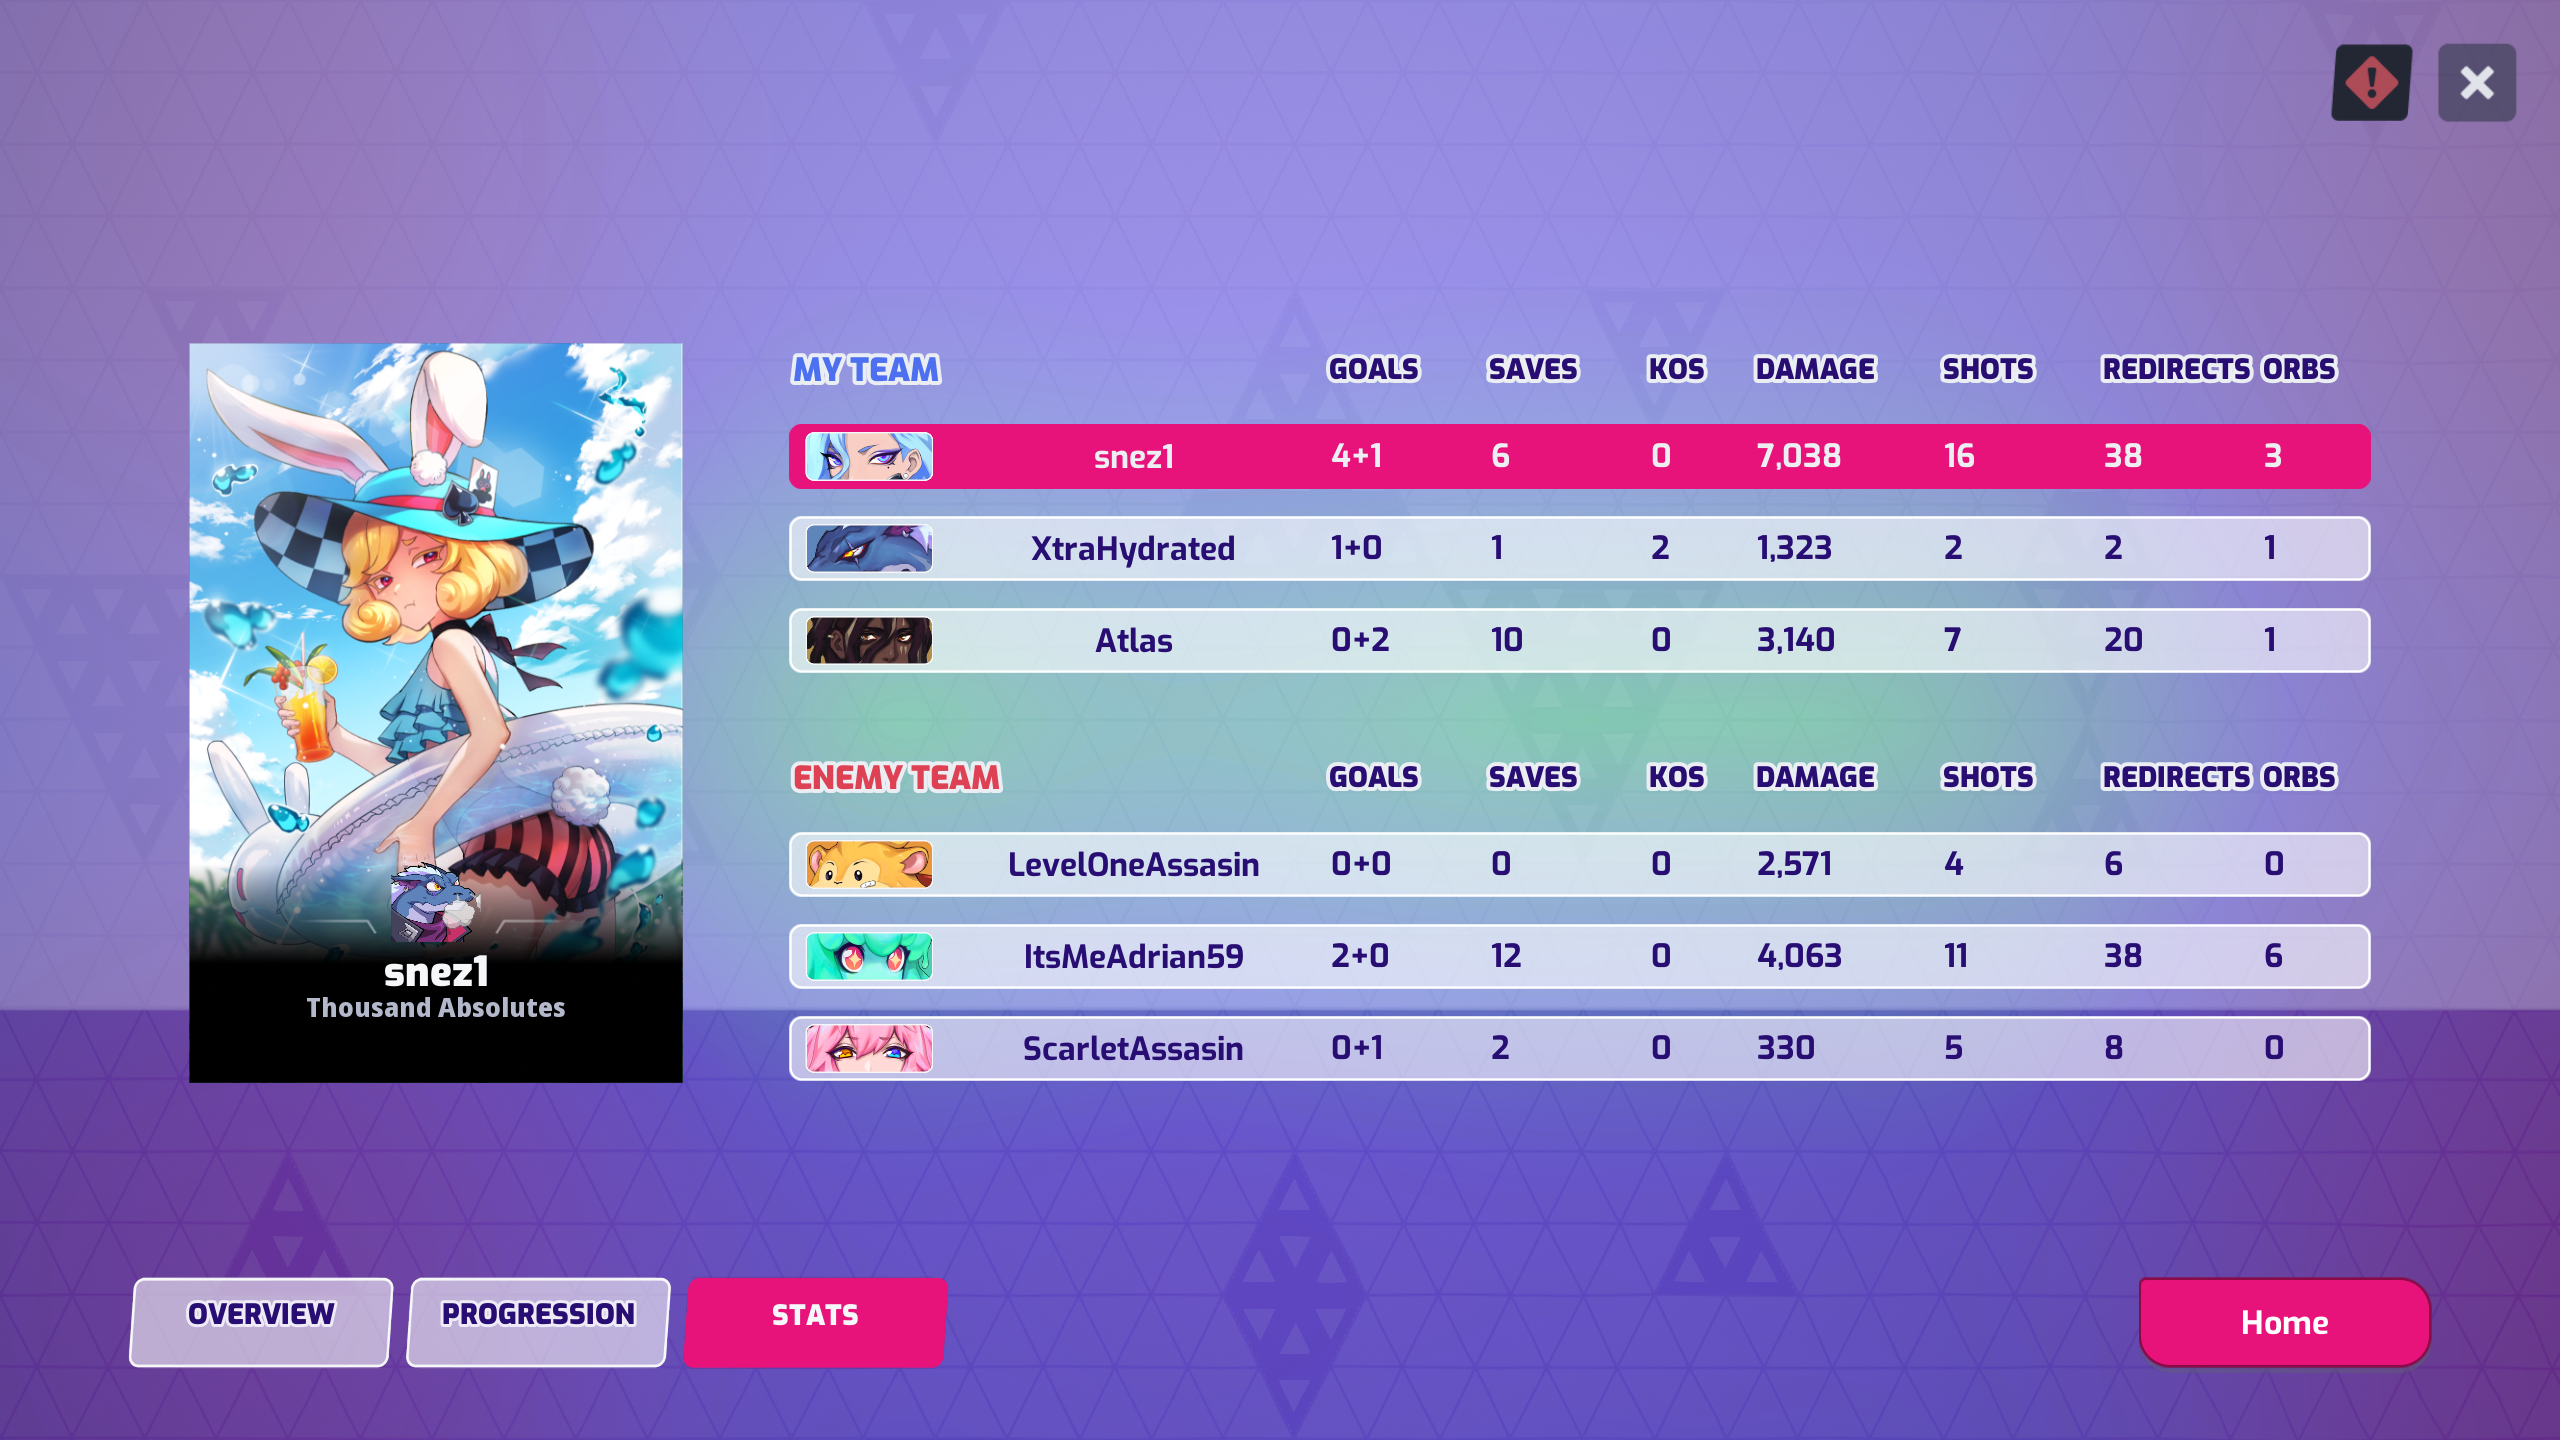 MY TEAM GOALS SAVES KOS DAMAGE SHOTS REDIRECTS ORBS
snez1 4+1 6 0 7,038 16 38 3
XtraHydrated 1+0 1 2 1,323 2 2 1
Atlas 0+2 10 0 3,140 7 20 1
ENEMY TEAM GOALS SAVES KOS DAMAGE SHOTS REDIRECTS ORBS
LevelOneAssasin 0+0 0 0 2,571 4 6 0
ItsMeAdrian59 2+0 12 0 4,063 11 38 6
ScarletAssasin 0+1 2 0 330 5 8 0
snez1
Thousand Absolutes
OVERVIEW PROGRESSION STATS Home